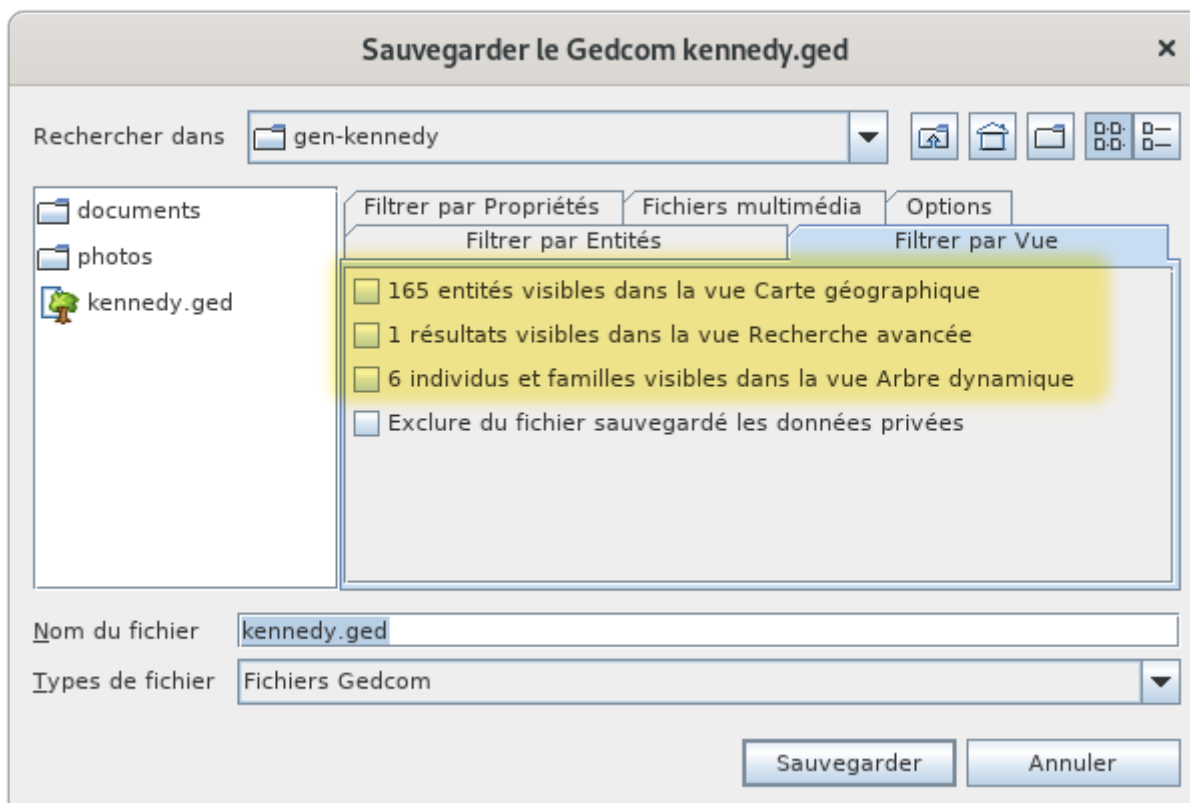 Sauvegarder le Gedcom kennedy.ged
Rechercher dans
gen-kennedy
documents
photos
kennedy.ged
Filtrer par Propriétés
Fichiers multimédia
Options
Filtrer par Entités
Filtrer par Vue
165 entités visibles dans la vue Carte géographique
1 résultats visibles dans la vue Recherche avancée
6 individus et familles visibles dans la vue Arbre dynamique
Exclure du fichier sauvegardé les données privées
Nom du fichier
kennedy.ged
Types de fichier
Fichiers Gedcom
Sauvegarder
Annuler